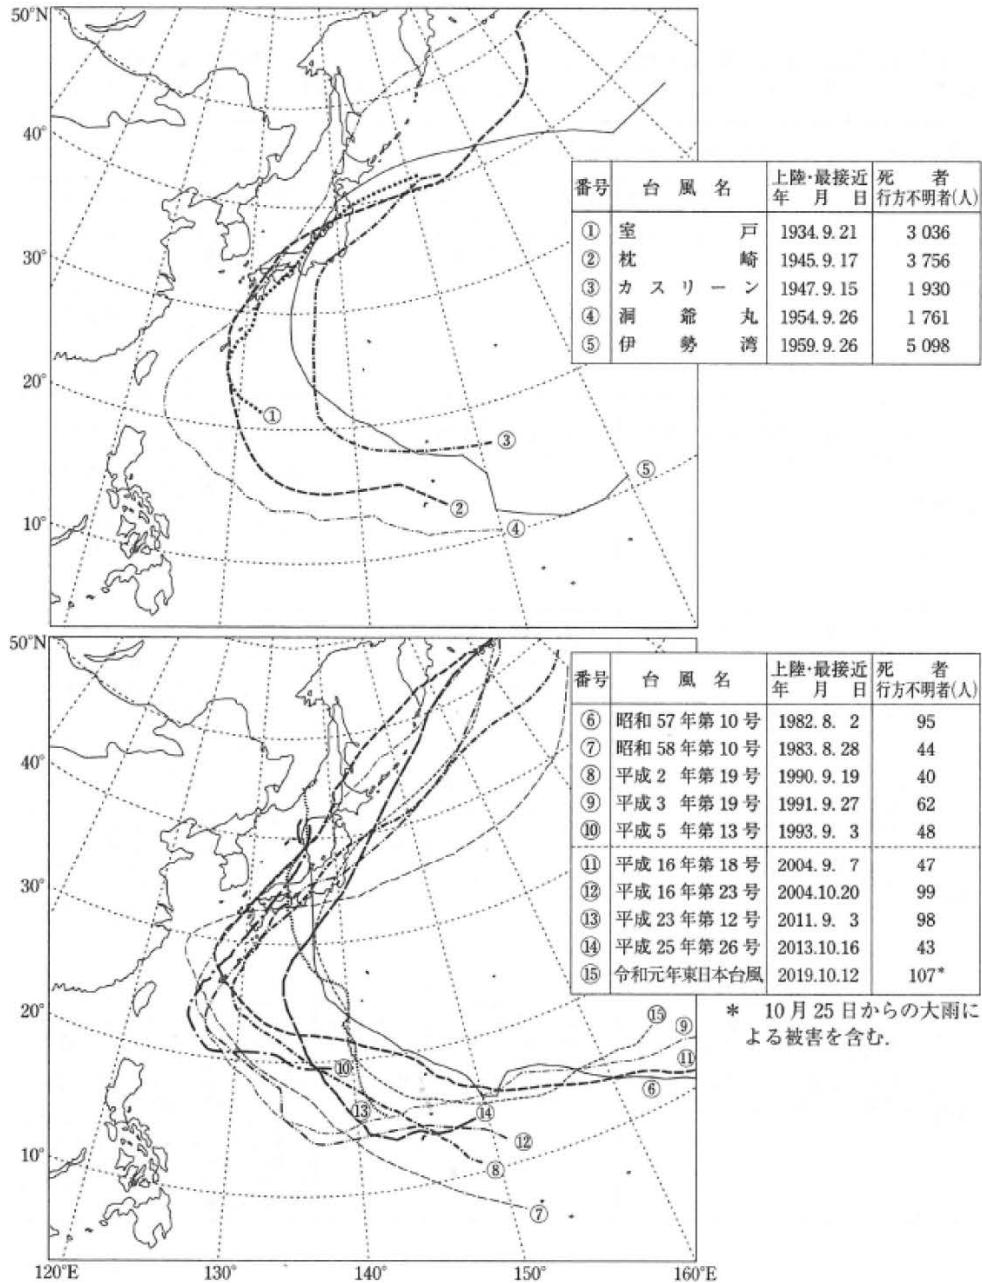 50°N
40°
30°
20°
10°
①
②
③
④
⑤
番号 台風名 上陸・最接近年月日 死者行方不明者(人)
① 室戸 1934.9.21 3 036
② 枕崎 1945.9.17 3 756
③ カスリーン 1947.9.15 1 930
④ 洞爺丸 1954.9.26 1 761
⑤ 伊勢湾 1959.9.26 5 098
50°N
40°
30°
20°
10°
120°E 130° 140° 150° 160°E
⑮
⑨
⑪
⑥
⑩
⑬
⑭
⑫
⑧
⑦
番号 台風名 上陸・最接近年月日 死者行方不明者(人)
⑥ 昭和57年第10号 1982.8.2 95
⑦ 昭和58年第10号 1983.8.28 44
⑧ 平成2年第19号 1990.9.19 40
⑨ 平成3年第19号 1991.9.27 62
⑩ 平成5年第13号 1993.9.3 48
⑪ 平成16年第18号 2004.9.7 47
⑫ 平成16年第23号 2004.10.20 99
⑬ 平成23年第12号 2011.9.3 98
⑭ 平成25年第26号 2013.10.16 43
⑮ 令和元年東日本台風 2019.10.12 107*
* 10月25日からの大雨に
よる被害を含む.